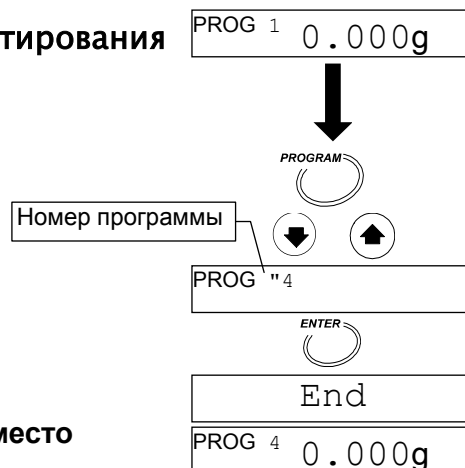 PROG 1 0.000g
тирования
PROGRAM
Номер программы
PROG "4
ENTER
End
место
PROG 4 0.000g